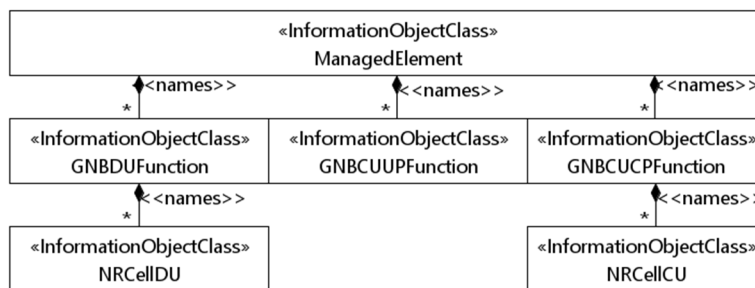 «InformationObjectClass»
ManagedElement
<<names>> <<names>> <<names>>
* * *
«InformationObjectClass» «InformationObjectClass» «InformationObjectClass»
GNBDUFunction GNBCUUPFunction GNBCUCPFunction
<<names>> <<names>
* *
«InformationObjectClass» «InformationObjectClass»
NRCellDU NRCellCU